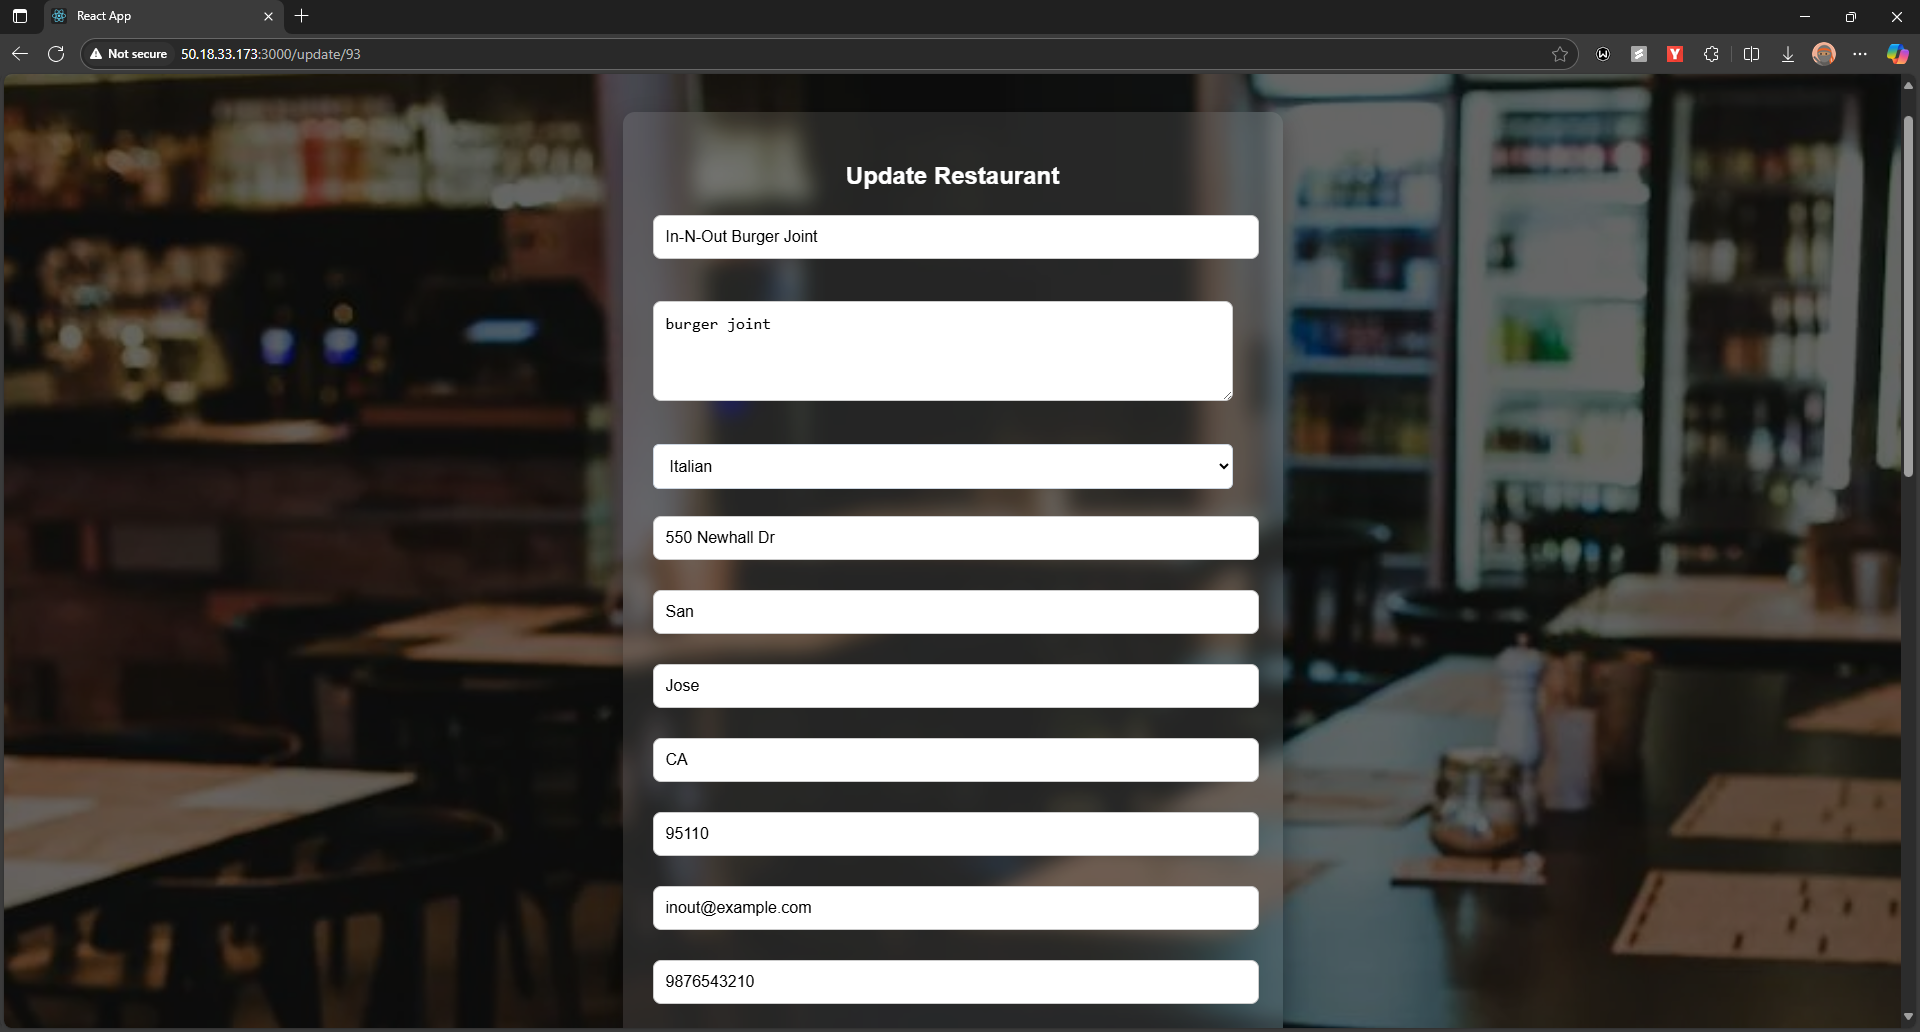 React App
Not secure 50.18.33.173:3000/update/93
Update Restaurant
In-N-Out Burger Joint
burger joint
Italian
550 Newhall Dr
San
Jose
CA
95110
inout@example.com
9876543210